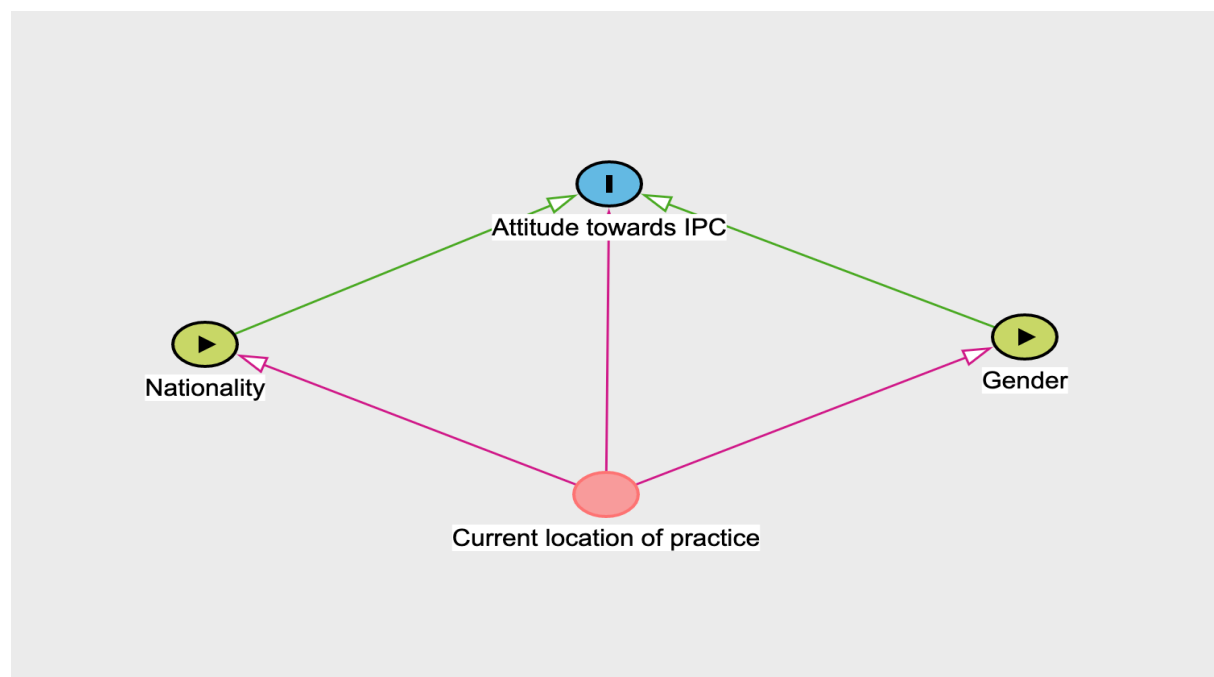 Attitude towards IPC
Nationality
Gender
Current location of practice